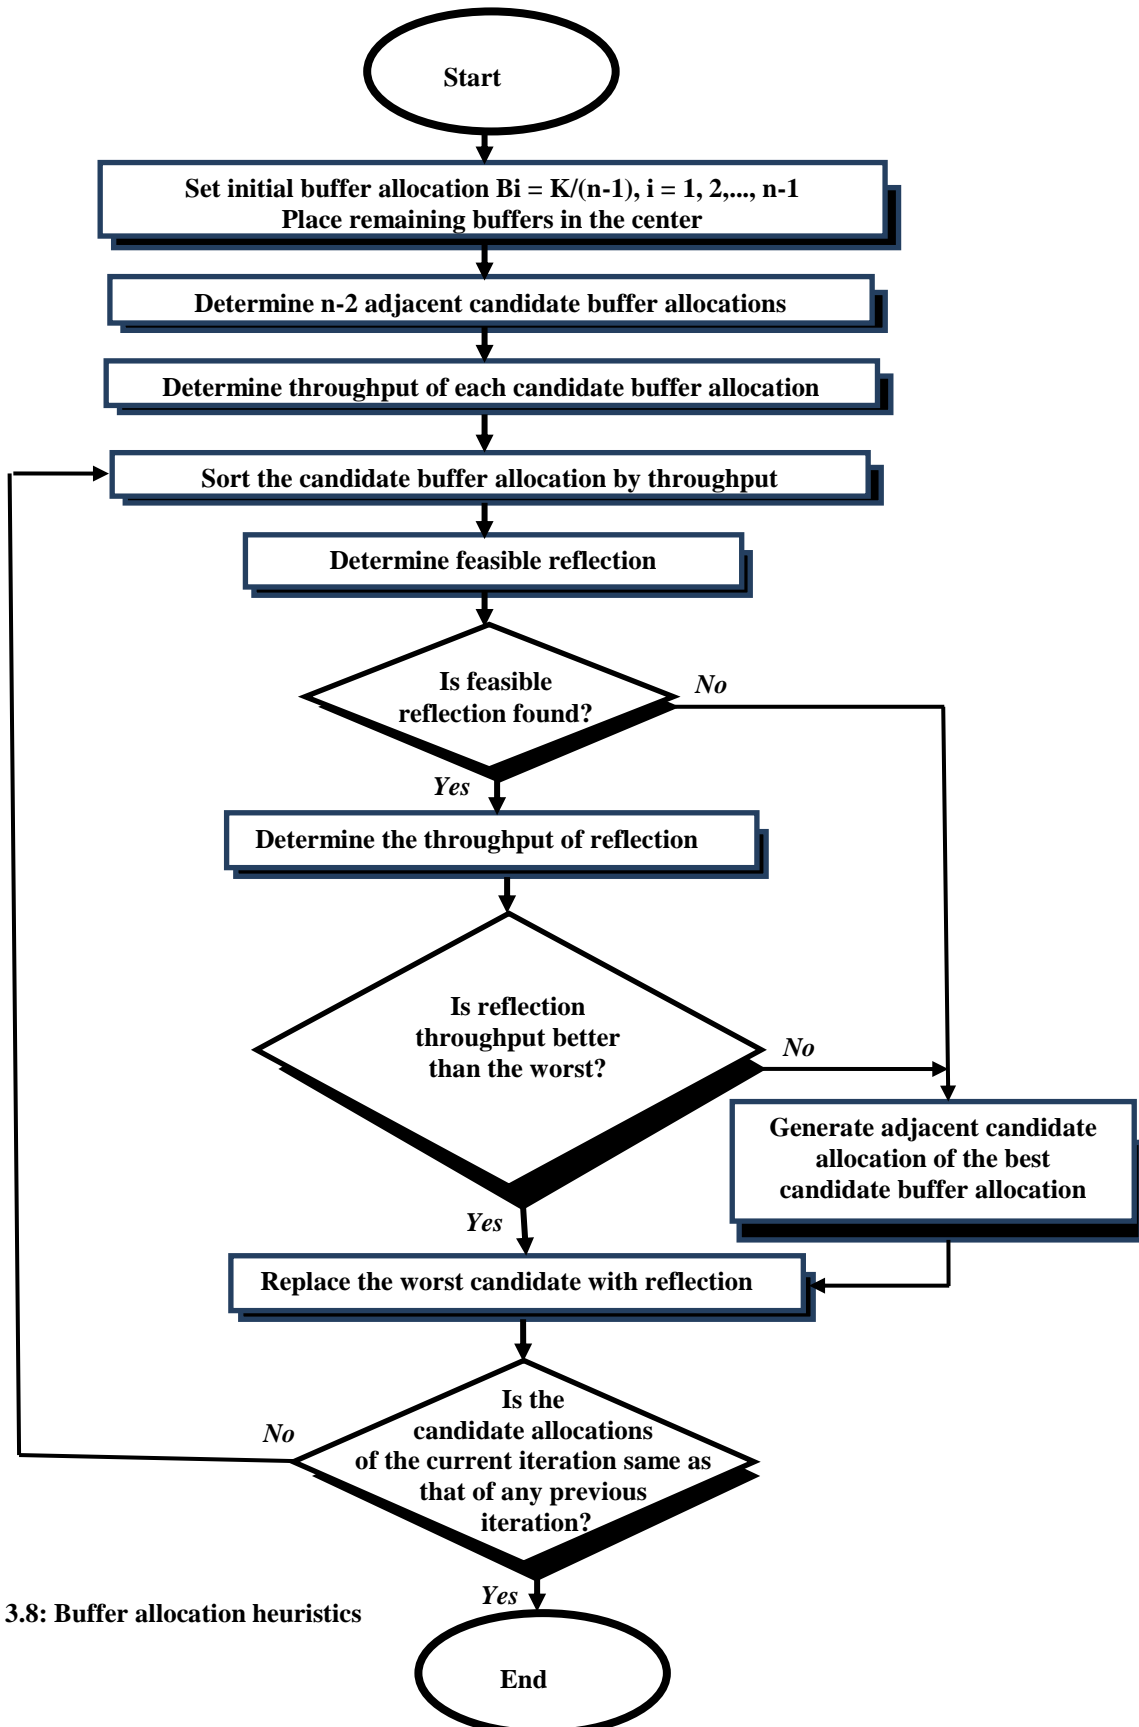 Start
Set initial buffer allocation Bi = K/(n-1), i = 1, 2,..., n-1
Place remaining buffers in the center
Determine n-2 adjacent candidate buffer allocations
Determine throughput of each candidate buffer allocation
Sort the candidate buffer allocation by throughput
Determine feasible reflection
Is feasible
reflection found?
No
Yes
Determine the throughput of reflection
Is reflection
throughput better
than the worst?
No
Generate adjacent candidate
allocation of the best
candidate buffer allocation
Yes
Replace the worst candidate with reflection
Is the
candidate allocations
of the current iteration same as
that of any previous
iteration?
No
Yes
3.8: Buffer allocation heuristics
End